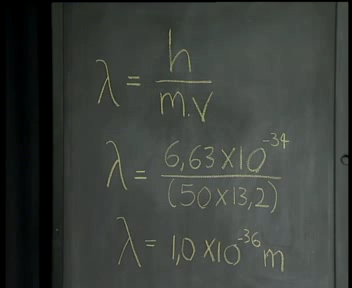 λ = h / m.v
λ = 6,63×10⁻³⁴ / (50×13,2)
λ = 1,0×10⁻³⁶ m